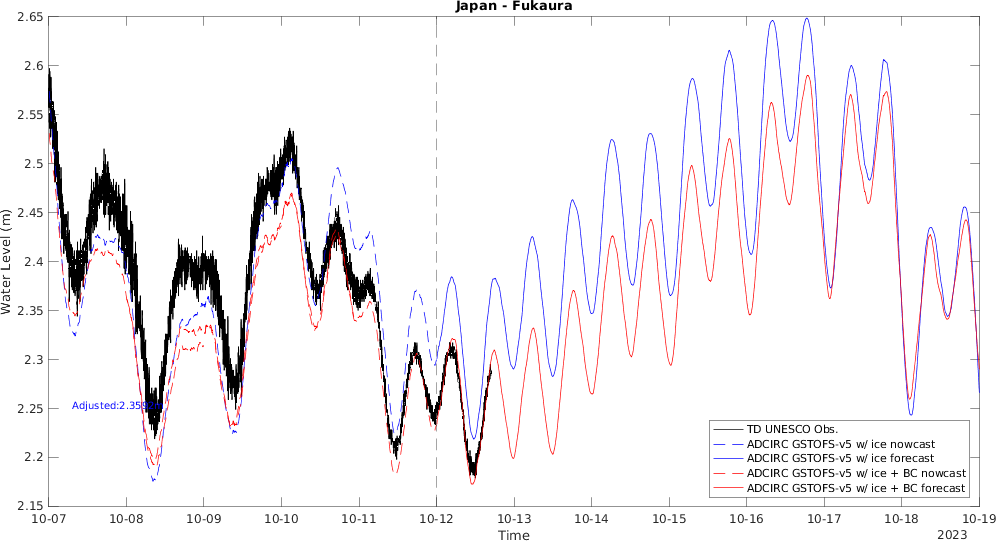 Japan - Fukaura
2.65
2.6
2.55
2.5
2.45
2.4
2.35
2.3
2.25
2.2
2.15
Water Level (m)
Adjusted:2.359
TD UNESCO Obs.
ADCIRC GSTOFS-v5 w/ ice nowcast
ADCIRC GSTOFS-v5 w/ ice forecast
ADCIRC GSTOFS-v5 w/ ice + BC nowcast
ADCIRC GSTOFS-v5 w/ ice + BC forecast
10-07 10-08 10-09 10-10 10-11 10-12 10-13 10-14 10-15 10-16 10-17 10-18 10-19
Time
2023